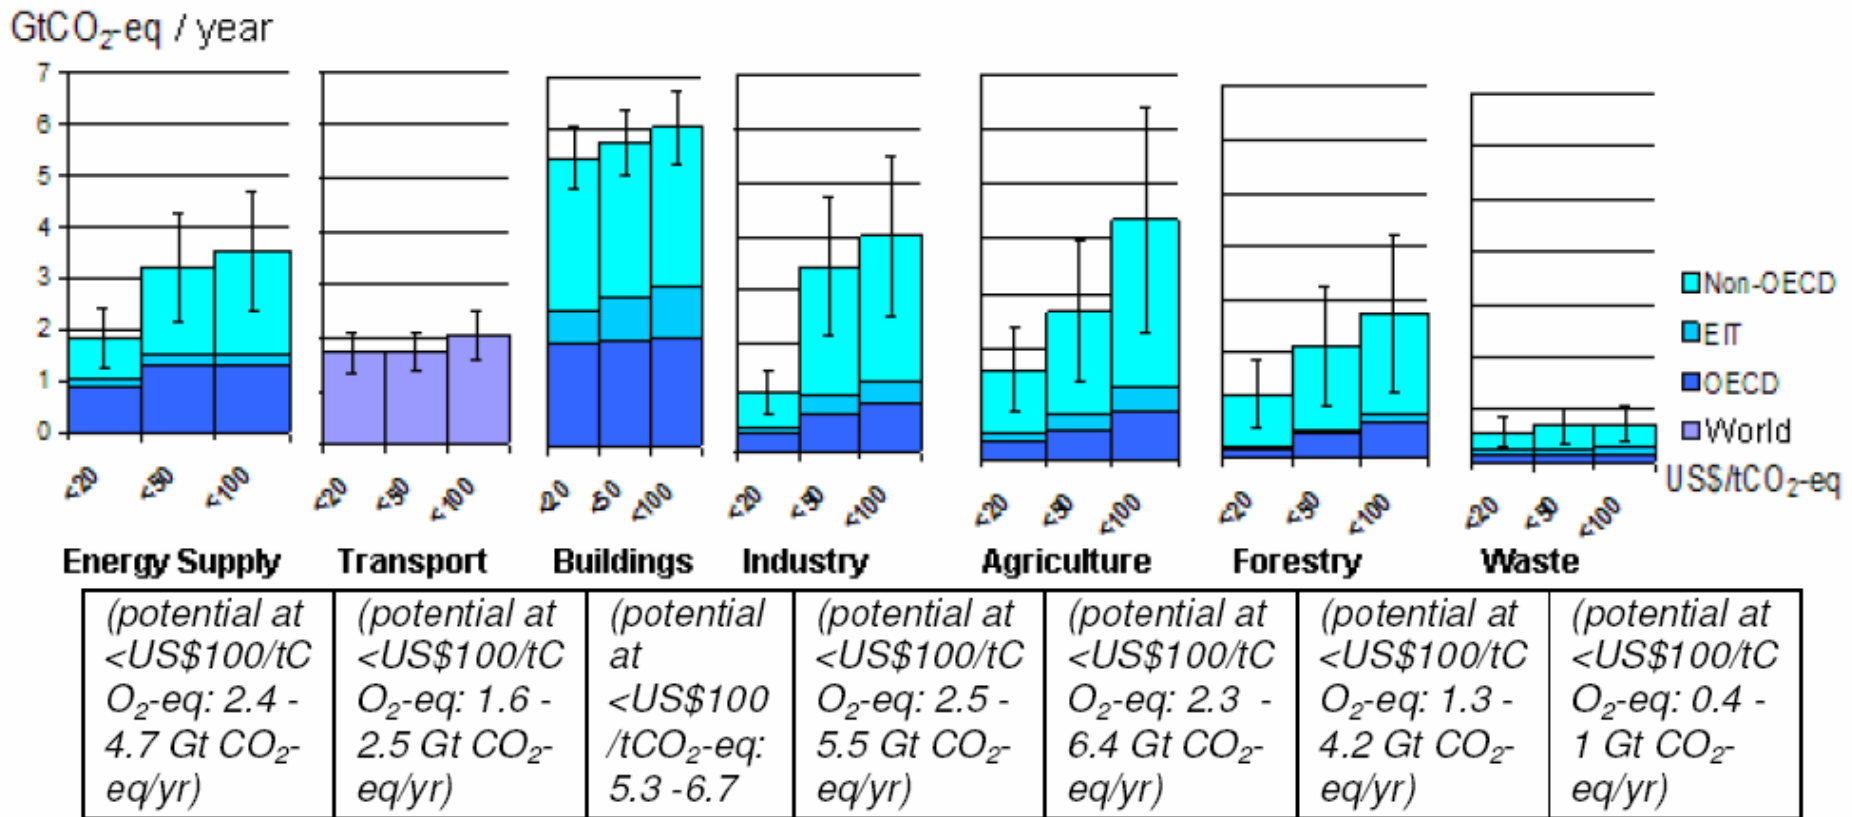 GtCO₂-eq / year
7
6
5
4
3
2
1
0
<20 <50 <100
<20 <50 <100
<20 <50 <100
<20 <50 <100
<20 <50 <100
<20 <50 <100
<20 <50 <100
Non-OECD
EIT
OECD
World
US$/tCO₂-eq
Energy Supply Transport Buildings Industry Agriculture Forestry Waste
(potential at
<US$100/tC
O₂-eq: 2.4 -
4.7 Gt CO₂-
eq/yr)
(potential at
<US$100/tC
O₂-eq: 1.6 -
2.5 Gt CO₂-
eq/yr)
(potential
at
<US$100
/tCO₂-eq:
5.3 -6.7
(potential at
<US$100/tC
O₂-eq: 2.5 -
5.5 Gt CO₂-
eq/yr)
(potential at
<US$100/tC
O₂-eq: 2.3 -
6.4 Gt CO₂-
eq/yr)
(potential at
<US$100/tC
O₂-eq: 1.3 -
4.2 Gt CO₂-
eq/yr)
(potential at
<US$100/tC
O₂-eq: 0.4 -
1 Gt CO₂-
eq/yr)